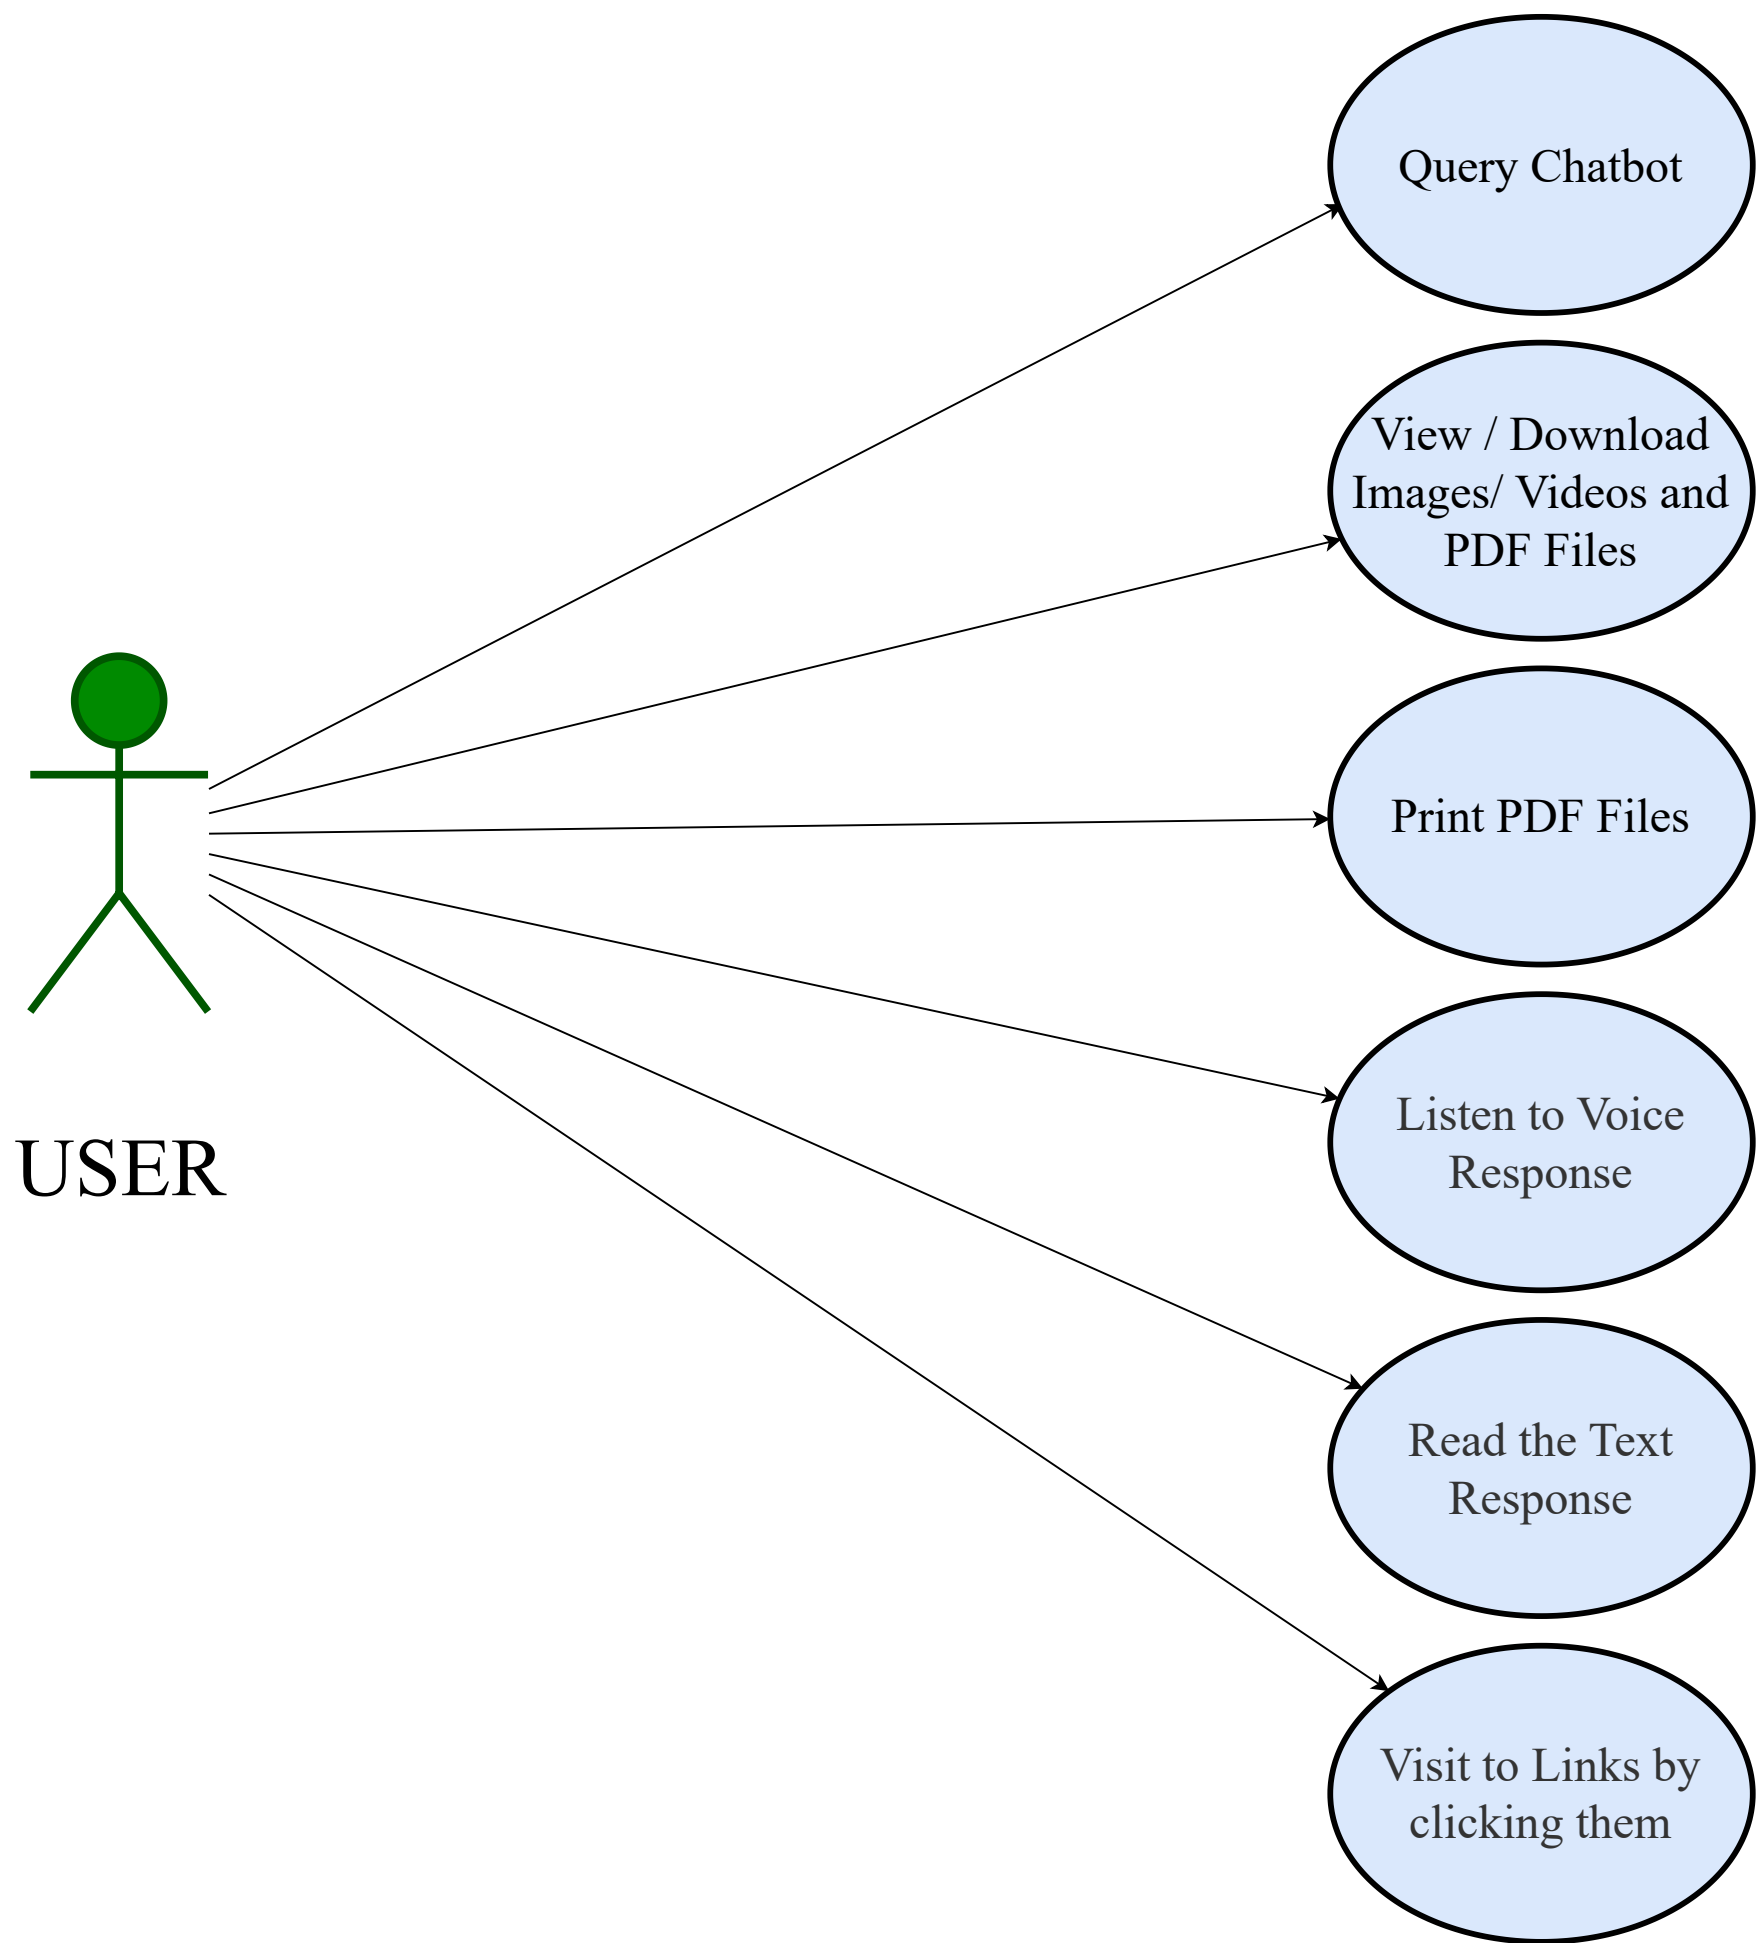 Query Chatbot
View / Download
Images/ Videos and
PDF Files
Print PDF Files
Listen to Voice
Response
USER
Read the Text
Response
Visit to Links by
clicking them